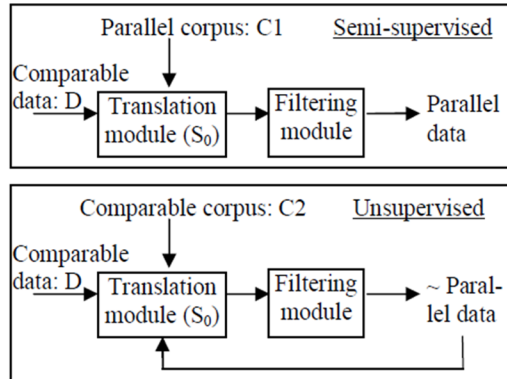 Parallel corpus: C1 Semi-supervised
Comparable
data: D
Translation
module (S₀)
Filtering
module
Parallel
data
Comparable corpus: C2 Unsupervised
Comparable
data: D
Translation
module (S₀)
Filtering
module
~ Paral-
lel data